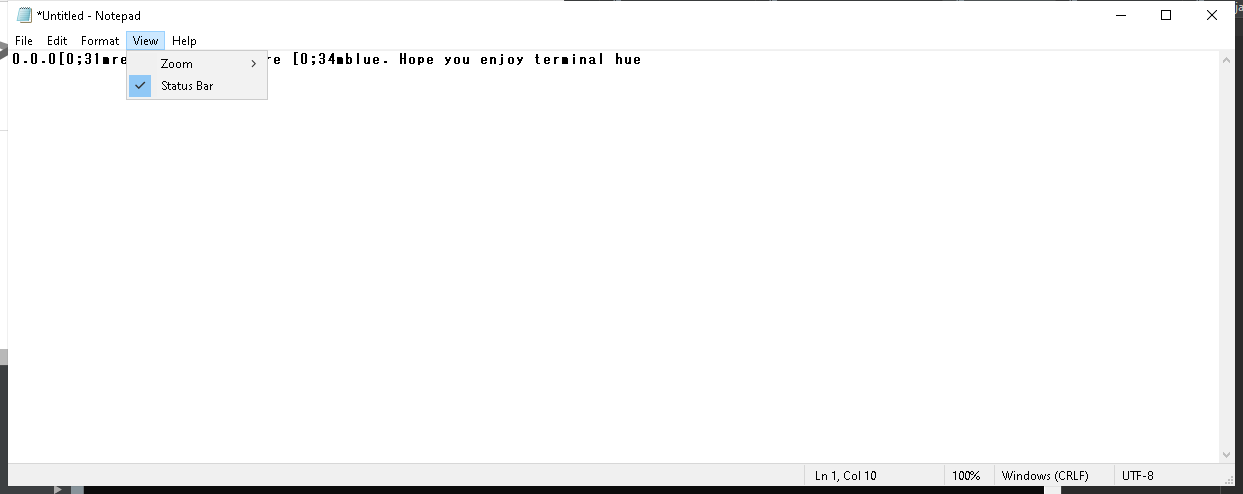 *Untitled - Notepad
File Edit Format View Help
0.0.0[0;31mre re [0;34mblue. Hope you enjoy terminal hue
Zoom
Status Bar
Ln 1, Col 10 100% Windows (CRLF) UTF-8